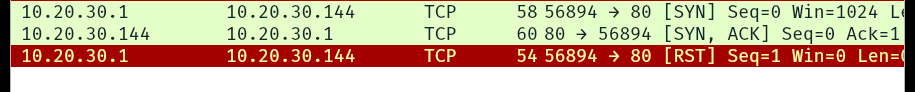 10.20.30.1 10.20.30.144 TCP 58 56894 → 80 [SYN] Seq=0 Win=1024
10.20.30.144 10.20.30.1 TCP 60 80 → 56894 [SYN, ACK] Seq=0 Ack=1
10.20.30.1 10.20.30.144 TCP 54 56894 → 80 [RST] Seq=1 Win=0